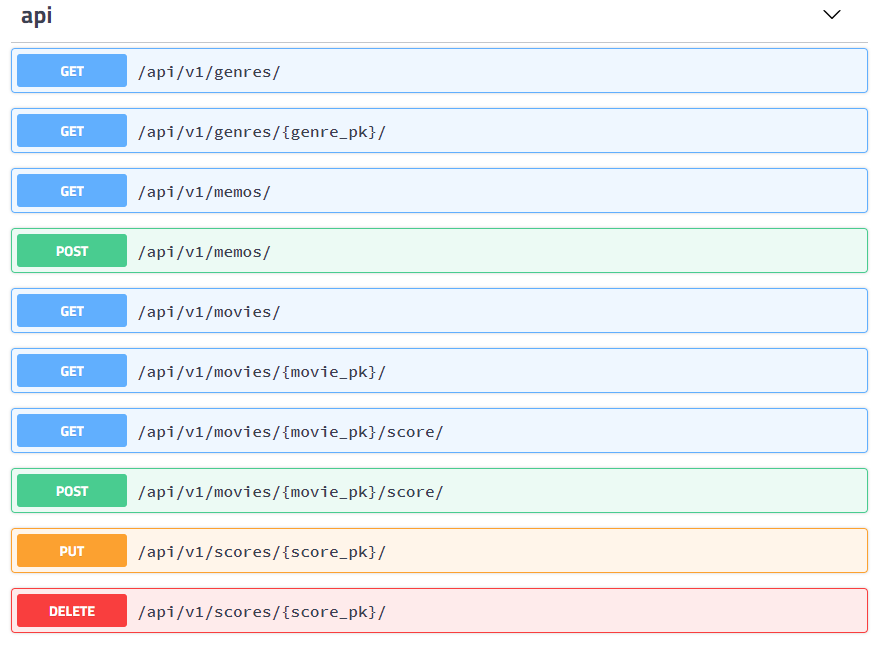 api
GET /api/v1/genres/
GET /api/v1/genres/{genre_pk}/
GET /api/v1/memos/
POST /api/v1/memos/
GET /api/v1/movies/
GET /api/v1/movies/{movie_pk}/
GET /api/v1/movies/{movie_pk}/score/
POST /api/v1/movies/{movie_pk}/score/
PUT /api/v1/scores/{score_pk}/
DELETE /api/v1/scores/{score_pk}/